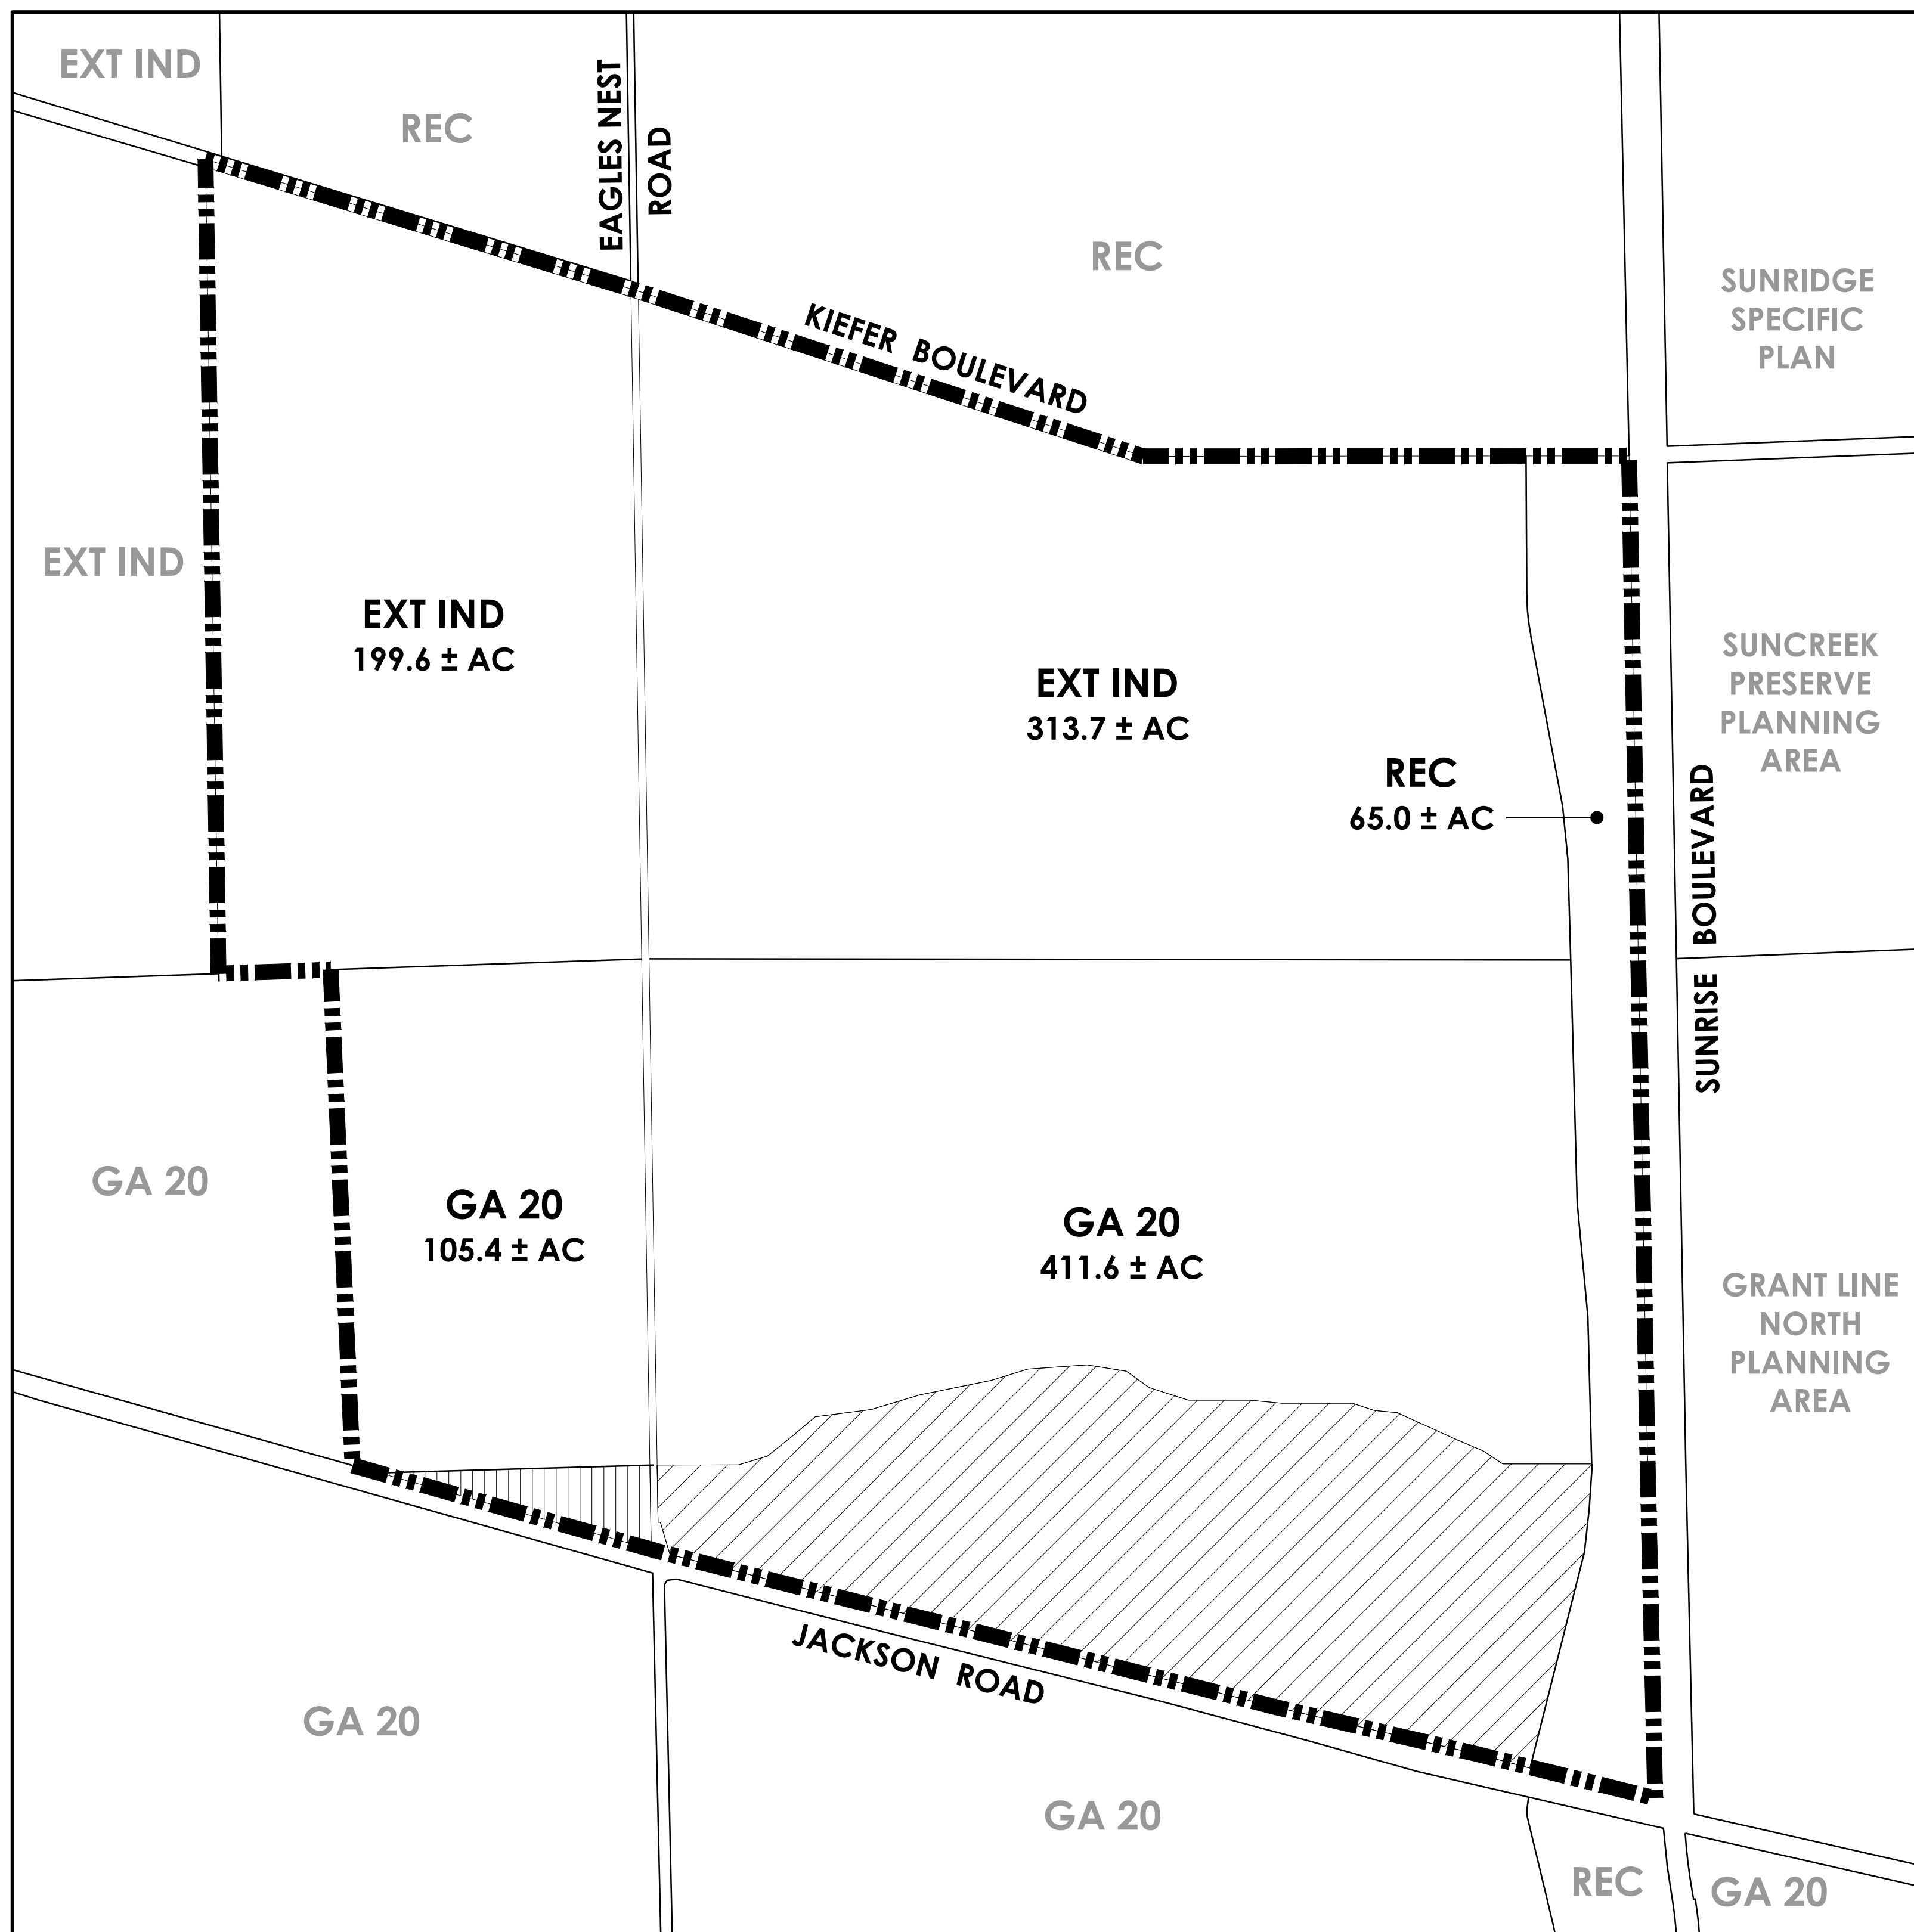 EXT IND
REC
EAGLES NEST
ROAD
REC
SUNRIDGE
SPECIFIC
PLAN
KIEFER BOULEVARD
EXT IND
EXT IND
199.6 ± AC
EXT IND
313.7 ± AC
SUNCREEK
PRESERVE
PLANNING
AREA
REC
65.0 ± AC
SUNRISE BOULEVARD
GA 20
GA 20
105.4 ± AC
GA 20
411.6 ± AC
GRANT LINE
NORTH
PLANNING
AREA
JACKSON ROAD
GA 20
GA 20
REC
GA 20